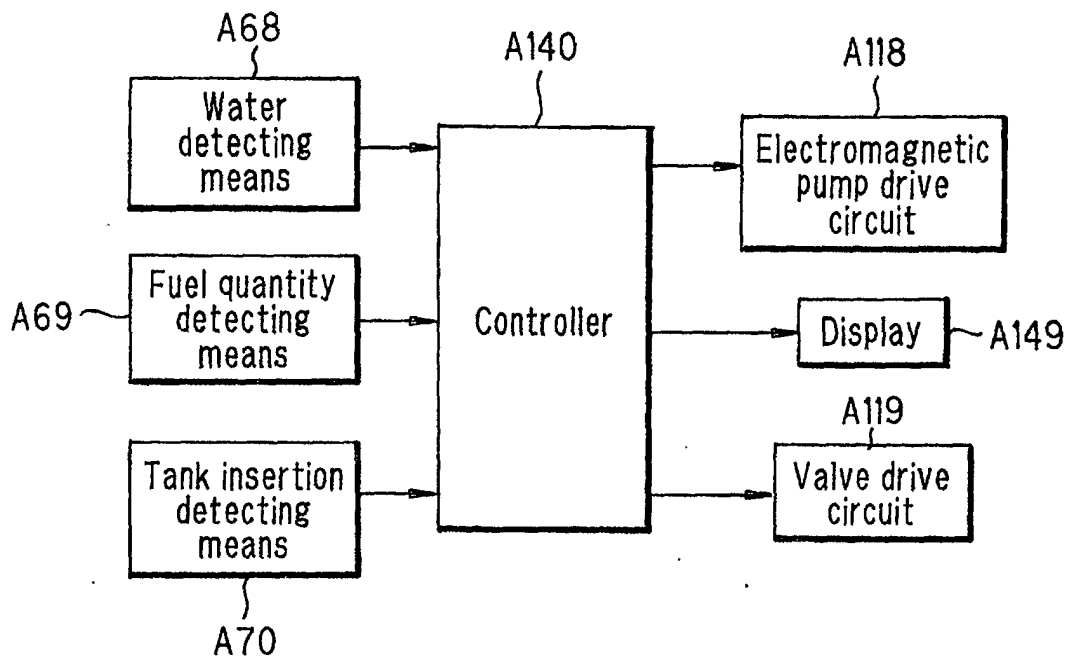 A68
Water
detecting
means
A69
Fuel quantity
detecting
means
Tank insertion
detecting
means
A70
A140
Controller
A118
Electromagnetic
pump drive
circuit
Display
A149
A119
Valve drive
circuit